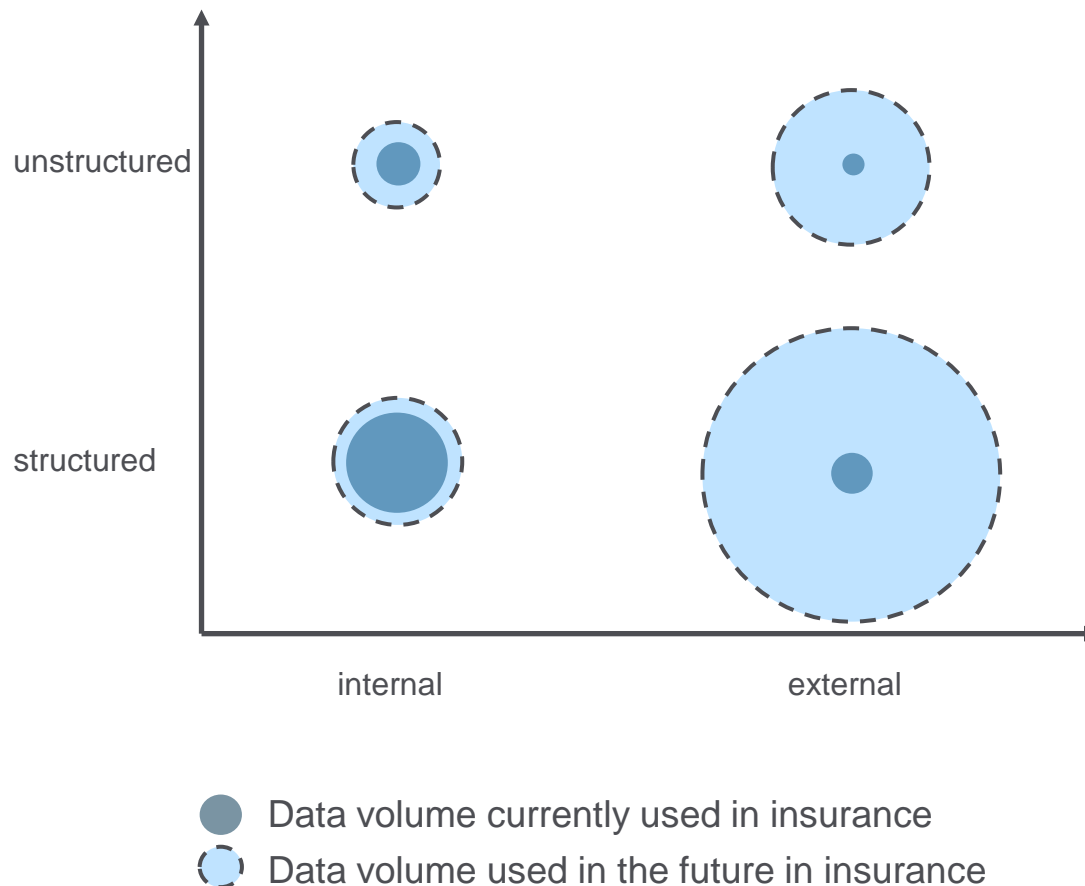 unstructured
structured
internal external
Data volume currently used in insurance
Data volume used in the future in insurance